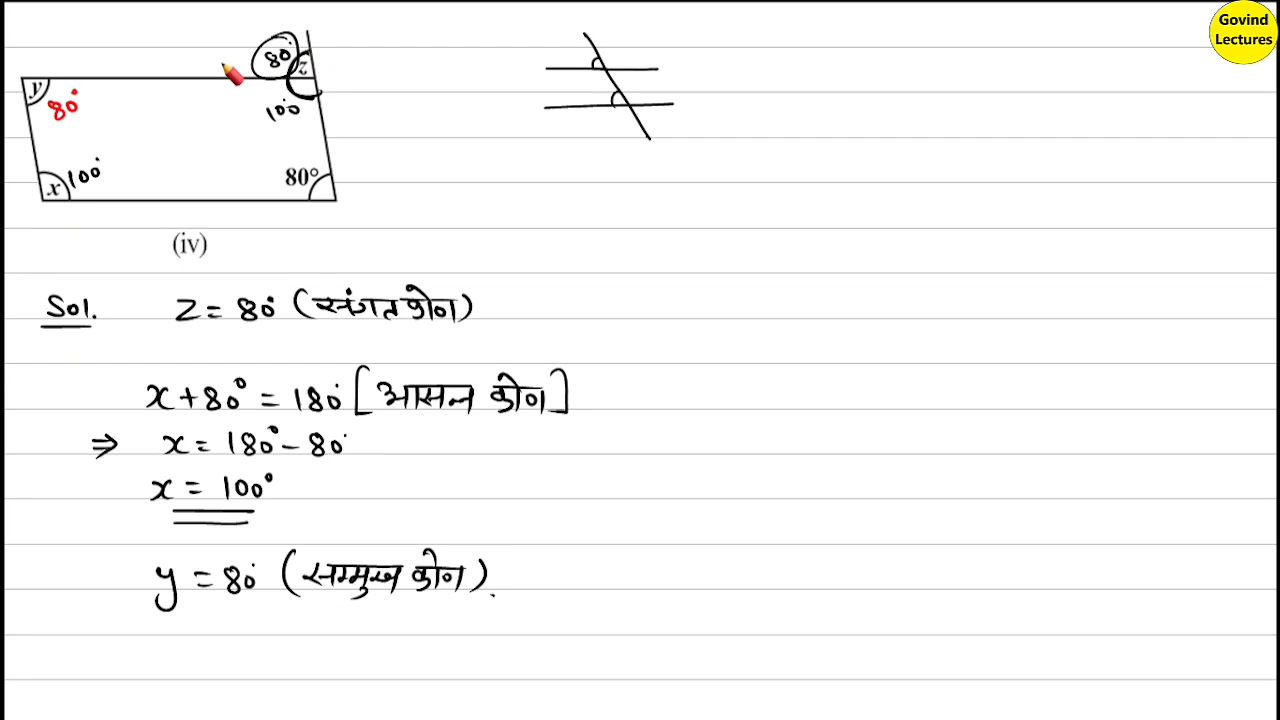 Govind
Lectures
80°
z
y
80°
100°
x 100°
80°
(iv)
Sol. z = 80° (संगत कोण)
x + 80° = 180° [आसन्न कोण]
⇒ x = 180° - 80°
x = 100°
y = 80° (सम्मुख कोण).